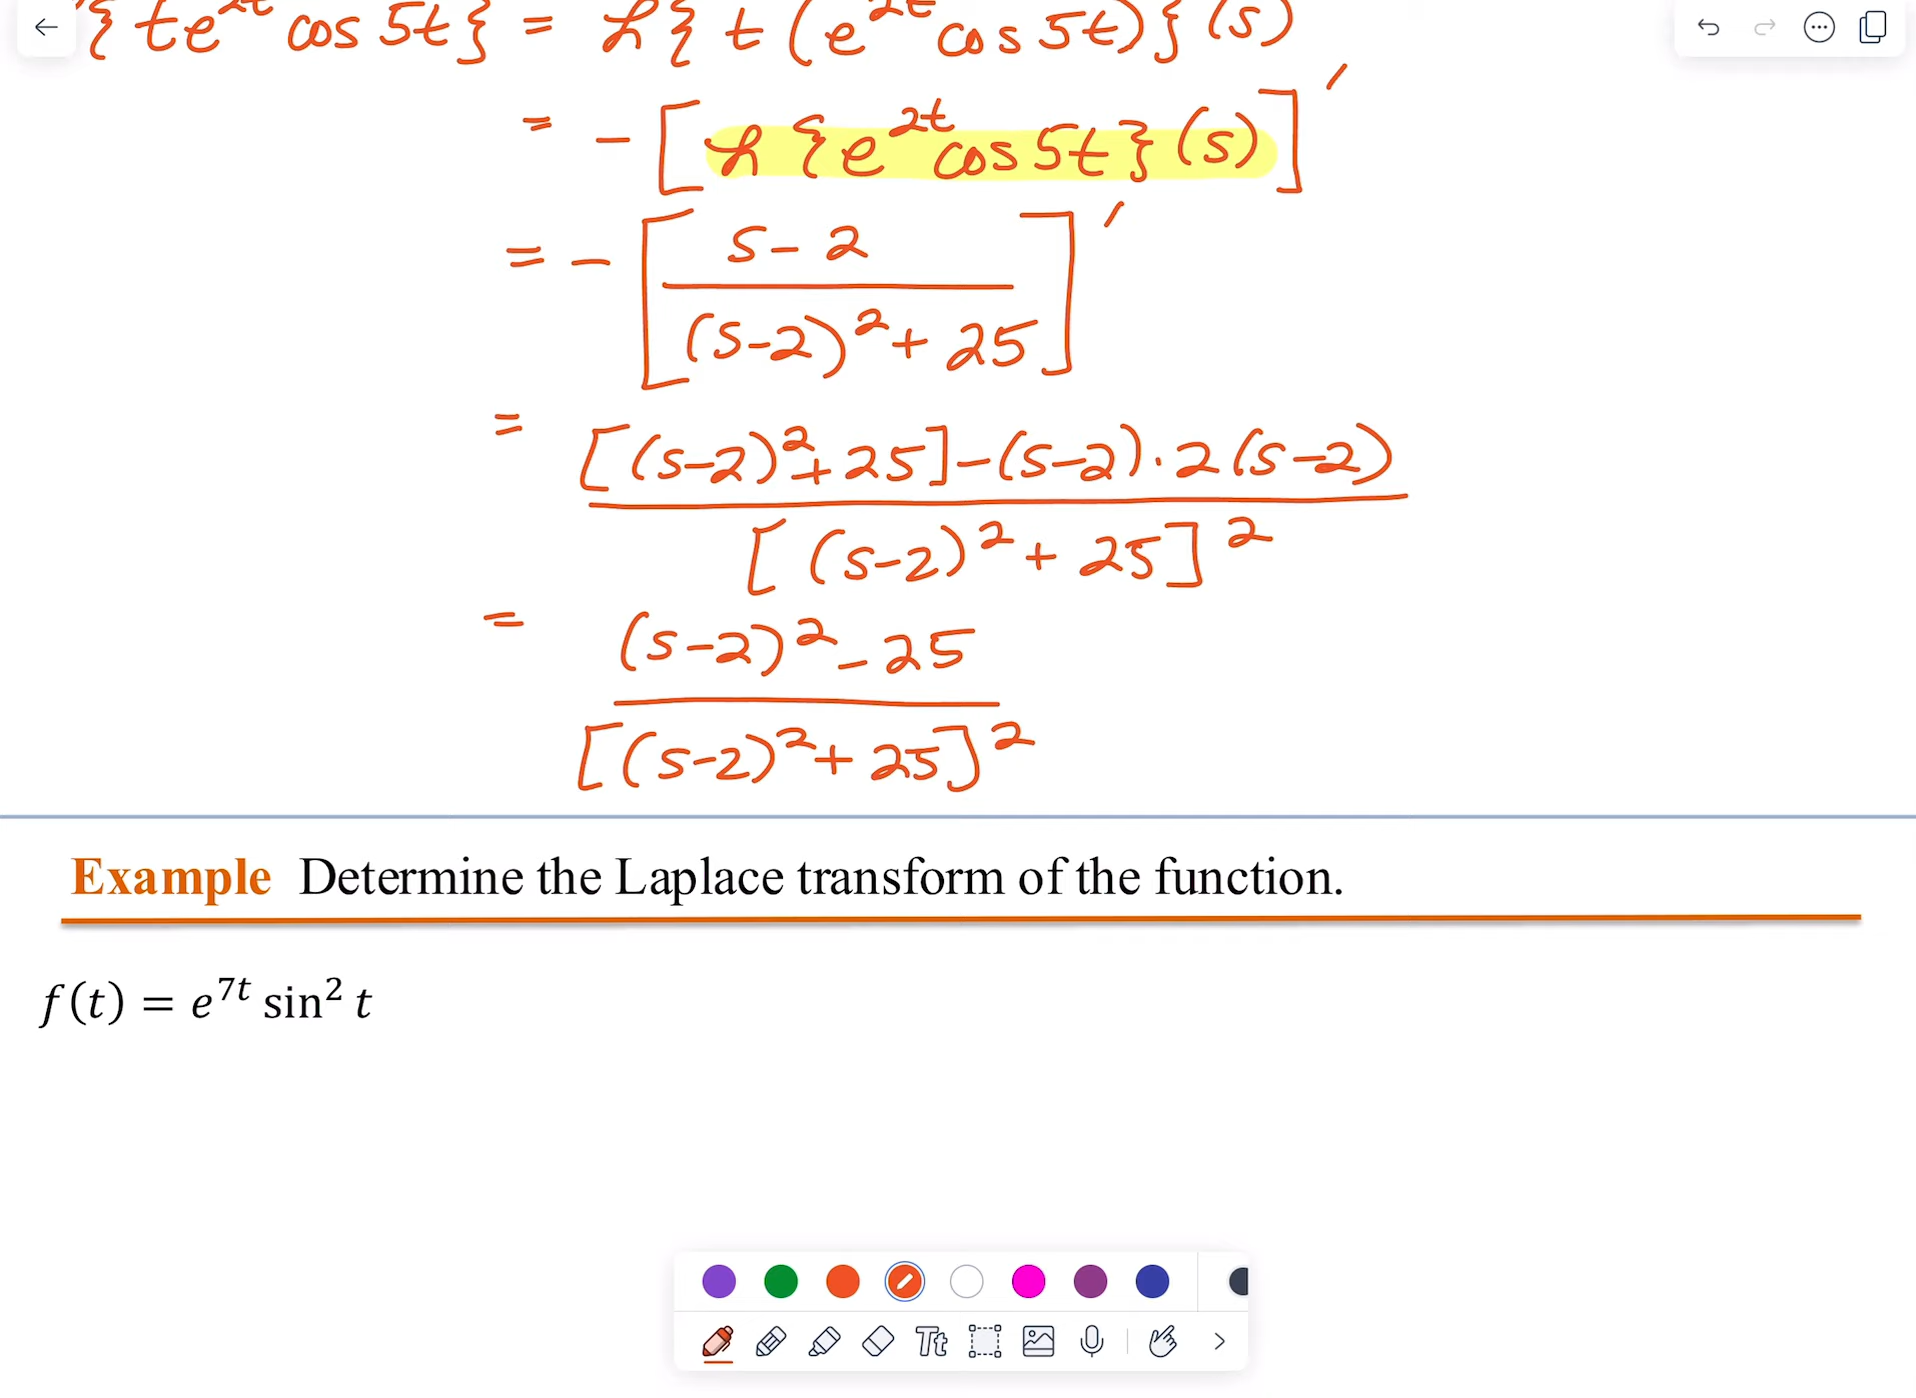 {te^{2t} cos 5t} = ℒ{t(e^{2t} cos 5t)}(s)
= -[ℒ{e^{2t} cos 5t}(s)]'
= -[(s-2)/((s-2)²+25)]'
= ([(s-2)²+25]-(s-2)·2(s-2))/([(s-2)²+25]²)
= ((s-2)²-25)/([(s-2)²+25]²)
Example Determine the Laplace transform of the function.
f(t) = e^{7t} sin² t
Tt